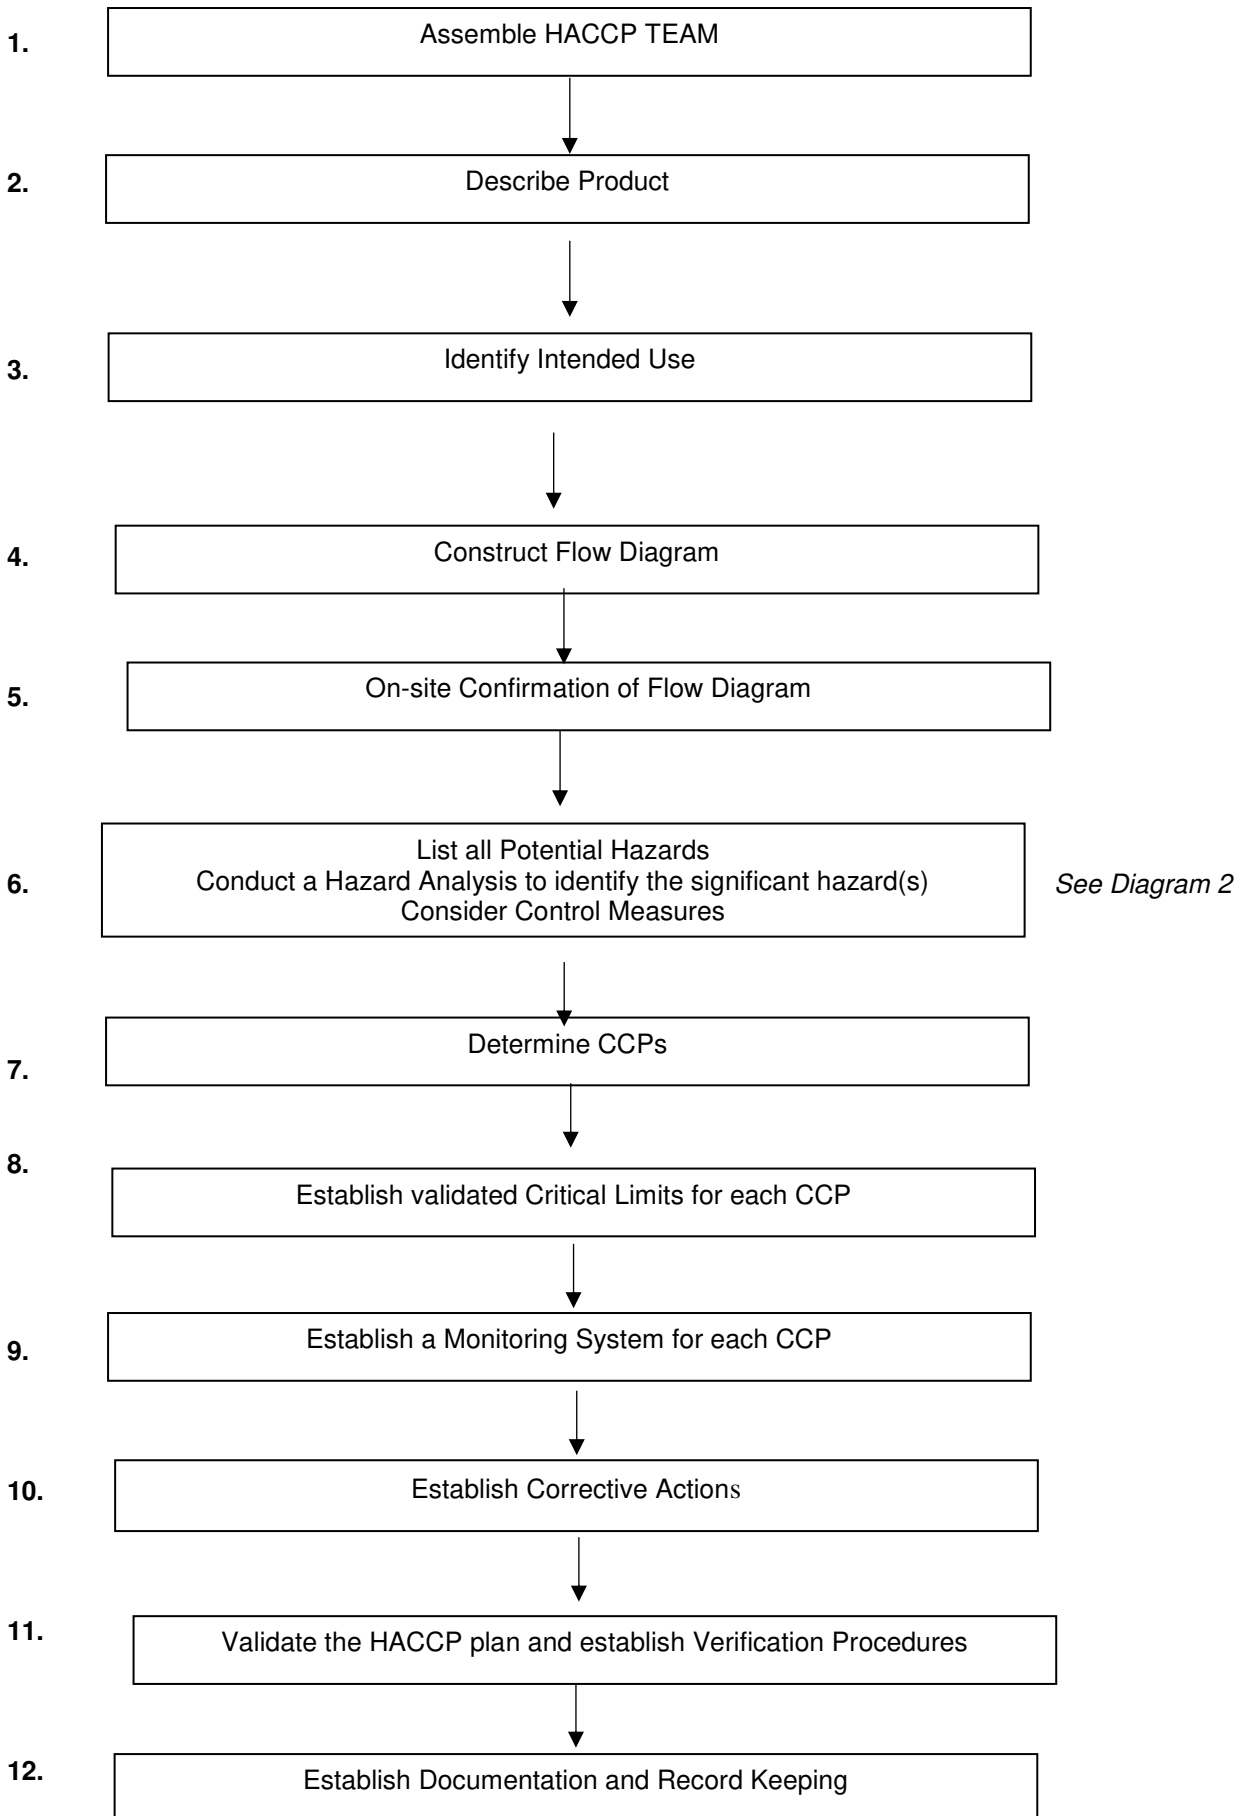 1. Assemble HACCP TEAM
2. Describe Product
3. Identify Intended Use
4. Construct Flow Diagram
5. On-site Confirmation of Flow Diagram
List all Potential Hazards
6. Conduct a Hazard Analysis to identify the significant hazard(s) See Diagram 2
Consider Control Measures
7. Determine CCPs
8. Establish validated Critical Limits for each CCP
9. Establish a Monitoring System for each CCP
10. Establish Corrective Actions
11. Validate the HACCP plan and establish Verification Procedures
12. Establish Documentation and Record Keeping